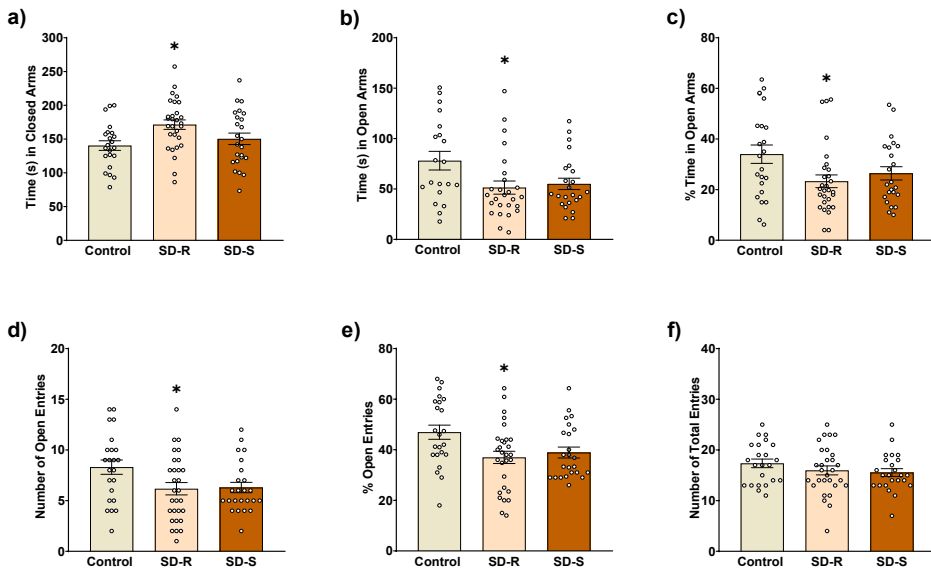 a)
Time (s) in Closed Arms
300
250
200
150
100
50
0
*
Control SD-R SD-S
b)
Time (s) in Open Arms
200
150
100
50
0
*
Control SD-R SD-S
c)
% Time in Open Arms
80
60
40
20
0
*
Control SD-R SD-S
d)
Number of Open Entries
20
15
10
5
0
*
Control SD-R SD-S
e)
% Open Entries
80
60
40
20
0
*
Control SD-R SD-S
f)
Number of Total Entries
40
30
20
10
0
Control SD-R SD-S